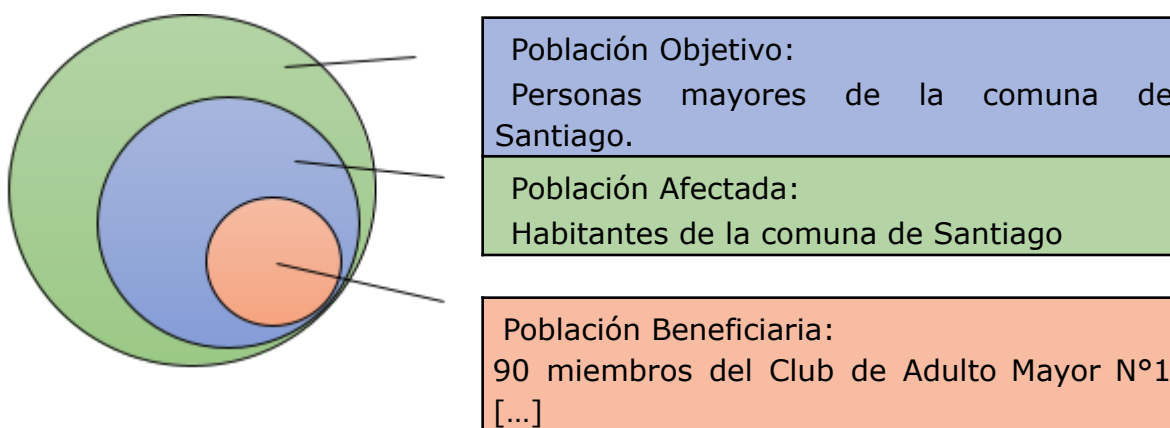 Población Objetivo:
Personas mayores de la comuna de
Santiago.
Población Afectada:
Habitantes de la comuna de Santiago
Población Beneficiaria:
90 miembros del Club de Adulto Mayor N°1
[…]